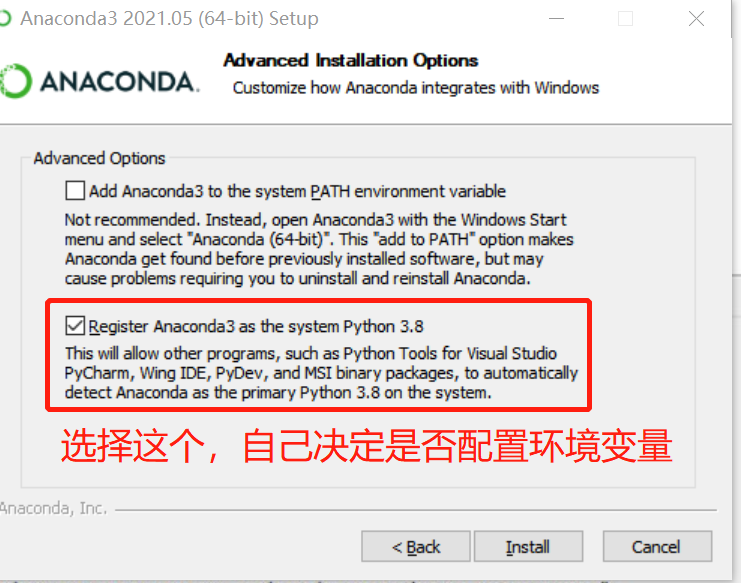 Anaconda3 2021.05 (64-bit) Setup
ANACONDA.
Advanced Installation Options
Customize how Anaconda integrates with Windows
Advanced Options
Add Anaconda3 to the system PATH environment variable
Not recommended. Instead, open Anaconda3 with the Windows Start
menu and select "Anaconda (64-bit)". This "add to PATH" option makes
Anaconda get found before previously installed software, but may
cause problems requiring you to uninstall and reinstall Anaconda.
Register Anaconda3 as the system Python 3.8
This will allow other programs, such as Python Tools for Visual Studio
PyCharm, Wing IDE, PyDev, and MSI binary packages, to automatically
detect Anaconda as the primary Python 3.8 on the system.
选择这个，自己决定是否配置环境变量
Anaconda, Inc.
< Back Install Cancel